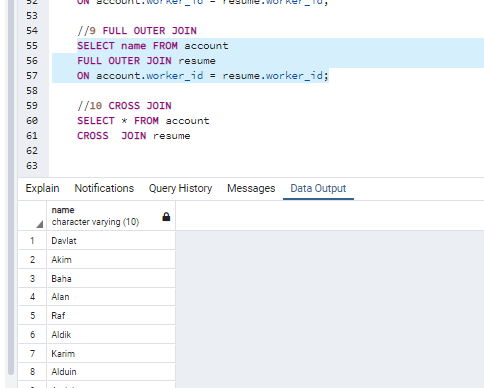 52 ON account.worker_id = resume.worker_id;
53
54 //9 FULL OUTER JOIN
55 SELECT name FROM account
56 FULL OUTER JOIN resume
57 ON account.worker_id = resume.worker_id;
58
59 //10 CROSS JOIN
60 SELECT * FROM account
61 CROSS  JOIN resume
62
63
Explain Notifications Query History Messages Data Output
name
character varying (10)
1 Davlat
2 Akim
3 Baha
4 Alan
5 Raf
6 Aldik
7 Karim
8 Alduin